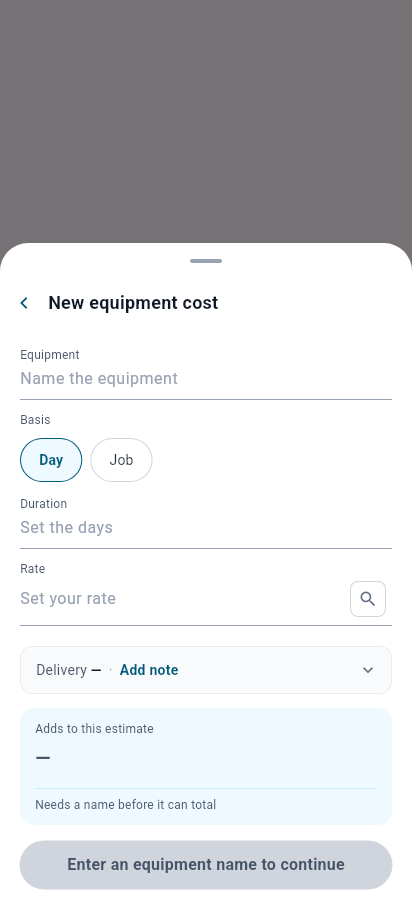 New equipment cost
Equipment
Name the equipment
Basis
Day Job
Duration
Set the days
Rate
Set your rate
Delivery — · Add note
Adds to this estimate
—
Needs a name before it can total
Enter an equipment name to continue